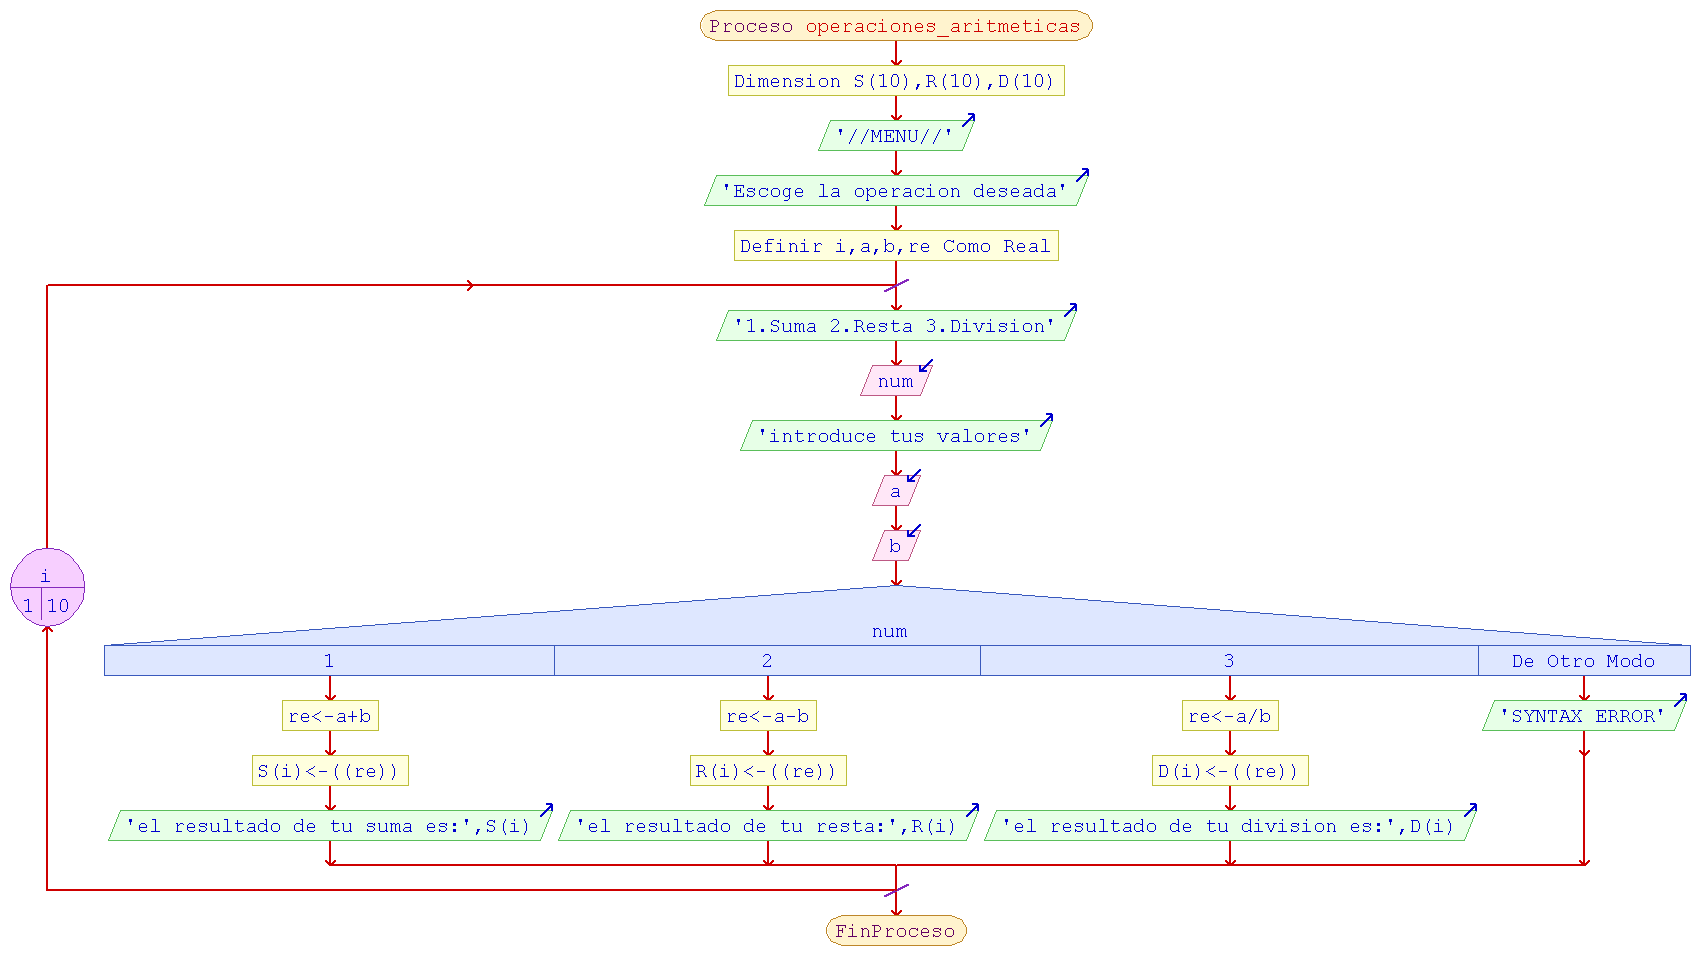 Proceso operaciones_aritmeticas
Dimension S(10),R(10),D(10)
'//MENU//'
'Escoge la operacion deseada'
Definir i,a,b,re Como Real
'1.Suma 2.Resta 3.Division'
num
'introduce tus valores'
a
b
i
1 10
num
1 2 3 De Otro Modo
re<-a+b re<-a-b re<-a/b 'SYNTAX ERROR'
S(i)<-((re)) R(i)<-((re)) D(i)<-((re))
'el resultado de tu suma es:',S(i) 'el resultado de tu resta:',R(i) 'el resultado de tu division es:',D(i)
FinProceso